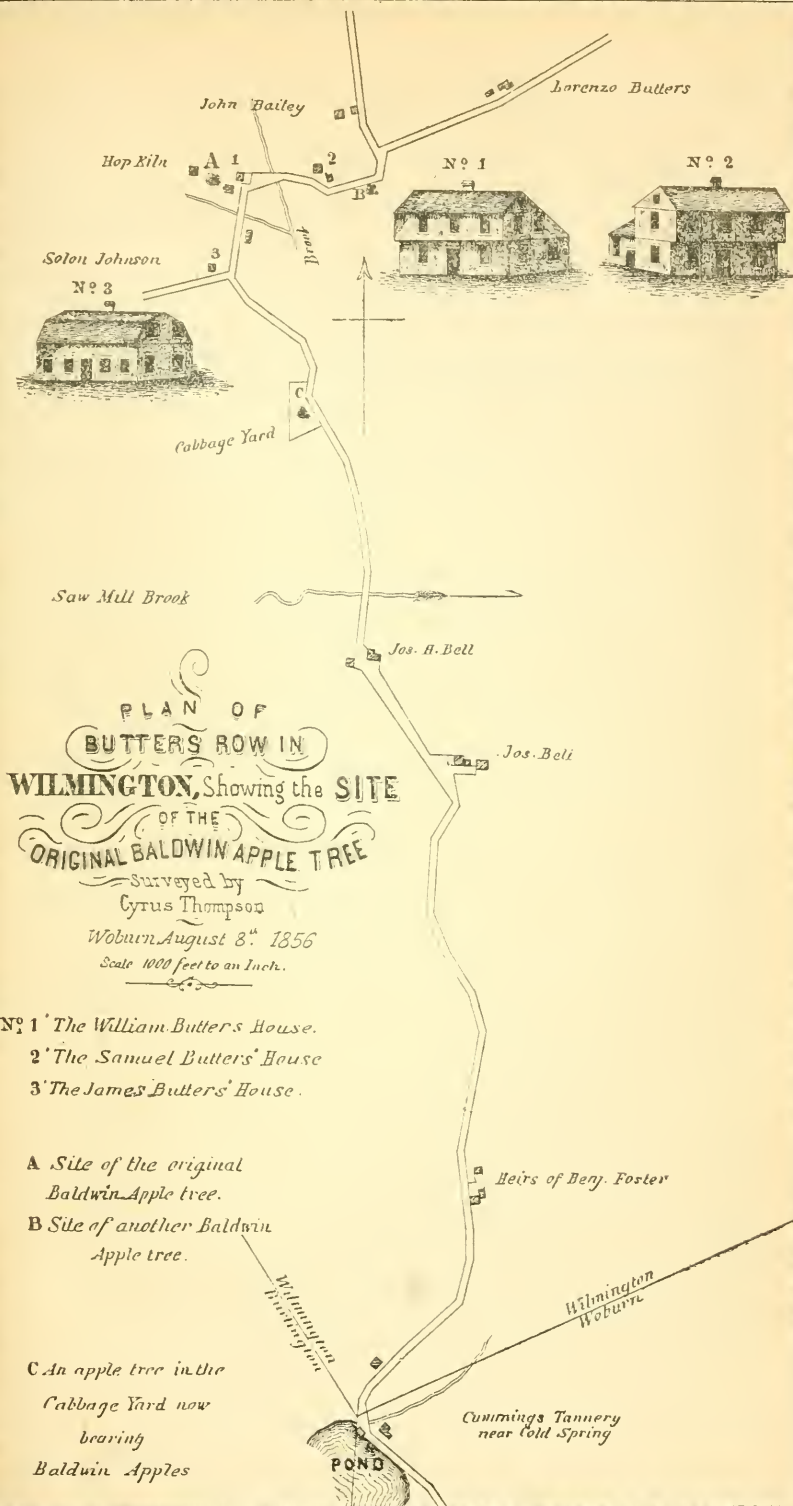 John Bailey
Lorenzo Butters
Hop Kiln
A 1
2
B
Nº 1
Nº 2
Brook
3
Solon Johnson
Nº 3
C
Cabbage Yard
Saw Mill Brook
Jos. A. Bell
Jos. Bell
PLAN OF
BUTTERS ROW IN
WILMINGTON, Showing the SITE
OF THE
ORIGINAL BALDWIN APPLE TREE
Surveyed by
Cyrus Thompson
Woburn August 8th 1856
Scale 1000 feet to an Inch.
Nº 1 The William Butters House.
2 The Samuel Butters' House
3 The James Butters' House.
A Site of the original
Baldwin Apple tree.
B Site of another Baldwin
Apple tree.
C An apple tree in the
Cabbage Yard now
bearing
Baldwin Apples
Heirs of Benj. Foster
Wilmington
Burlington
Wilmington
Woburn
Cummings Tannery
near Cold Spring
POND